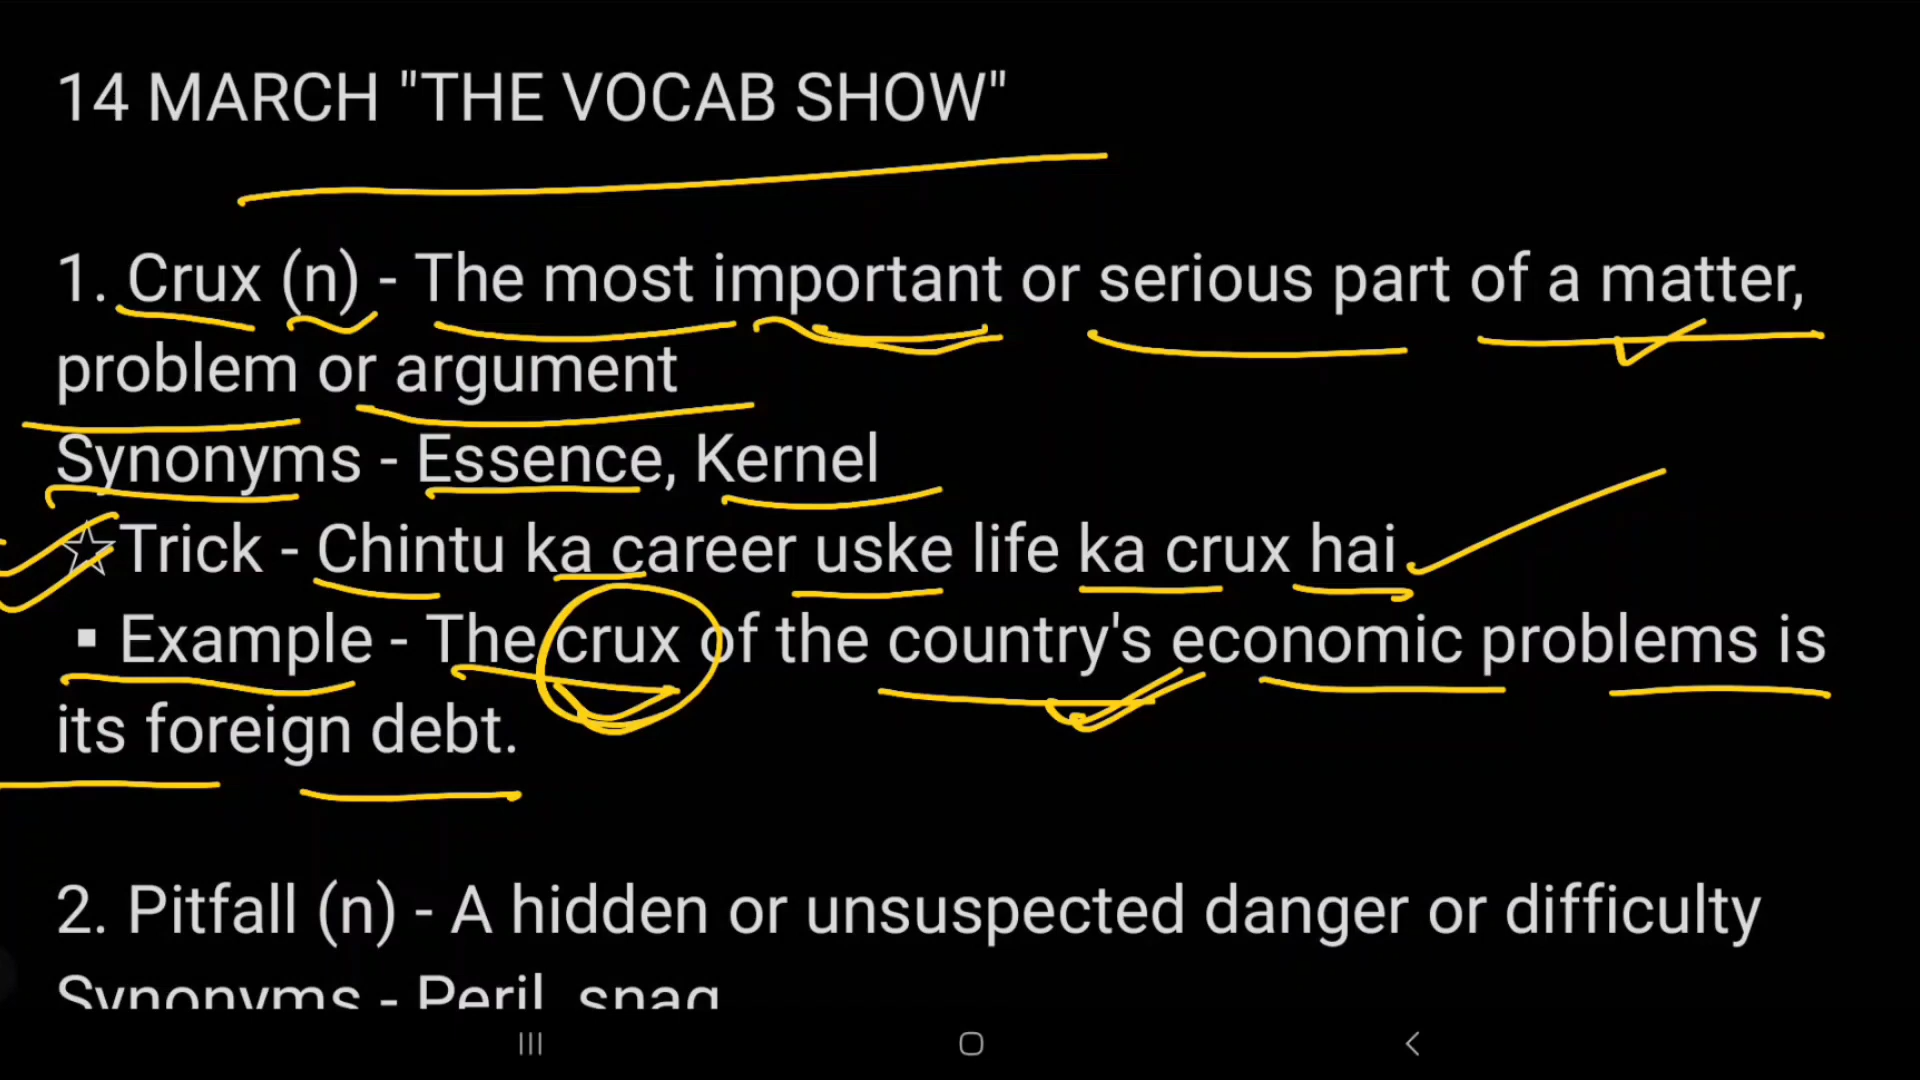 14 MARCH "THE VOCAB SHOW"
1. Crux (n) - The most important or serious part of a matter,
problem or argument
Synonyms - Essence, Kernel
☆Trick - Chintu ka career uske life ka crux hai
▪ Example - The crux of the country's economic problems is
its foreign debt.
2. Pitfall (n) - A hidden or unsuspected danger or difficulty
Synonyms - Peril, snag